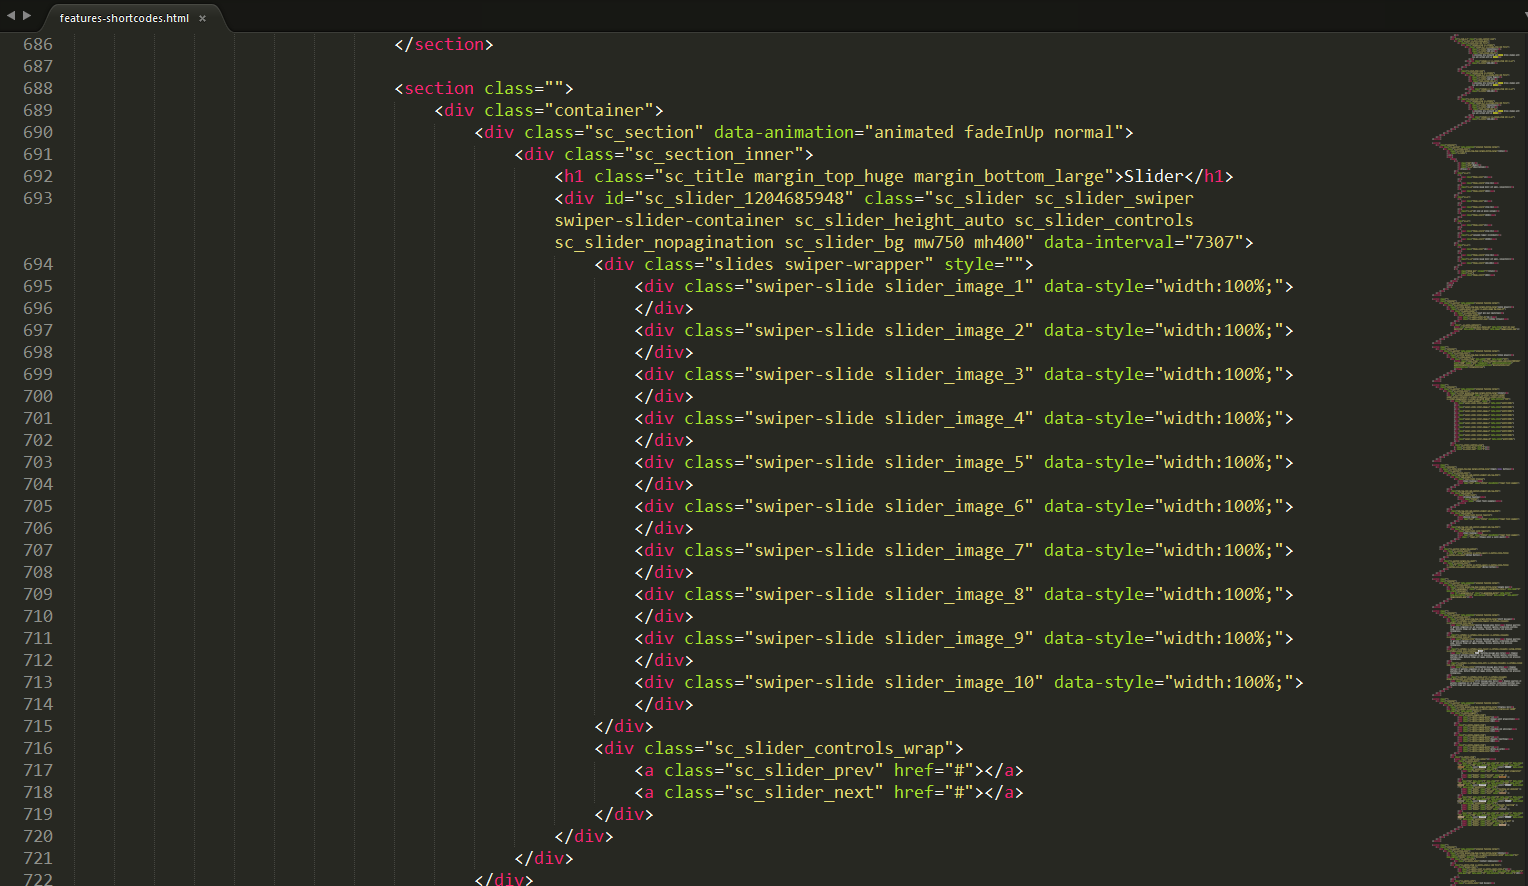 features-shortcodes.html ×
686 </section>
687
688 <section class="">
689 <div class="container">
690 <div class="sc_section" data-animation="animated fadeInUp normal">
691 <div class="sc_section_inner">
692 <h1 class="sc_title margin_top_huge margin_bottom_large">Slider</h1>
693 <div id="sc_slider_1204685948" class="sc_slider sc_slider_swiper
swiper-slider-container sc_slider_height_auto sc_slider_controls
sc_slider_nopagination sc_slider_bg mw750 mh400" data-interval="7307">
694 <div class="slides swiper-wrapper" style="">
695 <div class="swiper-slide slider_image_1" data-style="width:100%;">
696 </div>
697 <div class="swiper-slide slider_image_2" data-style="width:100%;">
698 </div>
699 <div class="swiper-slide slider_image_3" data-style="width:100%;">
700 </div>
701 <div class="swiper-slide slider_image_4" data-style="width:100%;">
702 </div>
703 <div class="swiper-slide slider_image_5" data-style="width:100%;">
704 </div>
705 <div class="swiper-slide slider_image_6" data-style="width:100%;">
706 </div>
707 <div class="swiper-slide slider_image_7" data-style="width:100%;">
708 </div>
709 <div class="swiper-slide slider_image_8" data-style="width:100%;">
710 </div>
711 <div class="swiper-slide slider_image_9" data-style="width:100%;">
712 </div>
713 <div class="swiper-slide slider_image_10" data-style="width:100%;">
714 </div>
715 </div>
716 <div class="sc_slider_controls_wrap">
717 <a class="sc_slider_prev" href="#"></a>
718 <a class="sc_slider_next" href="#"></a>
719 </div>
720 </div>
721 </div>
722 </div>